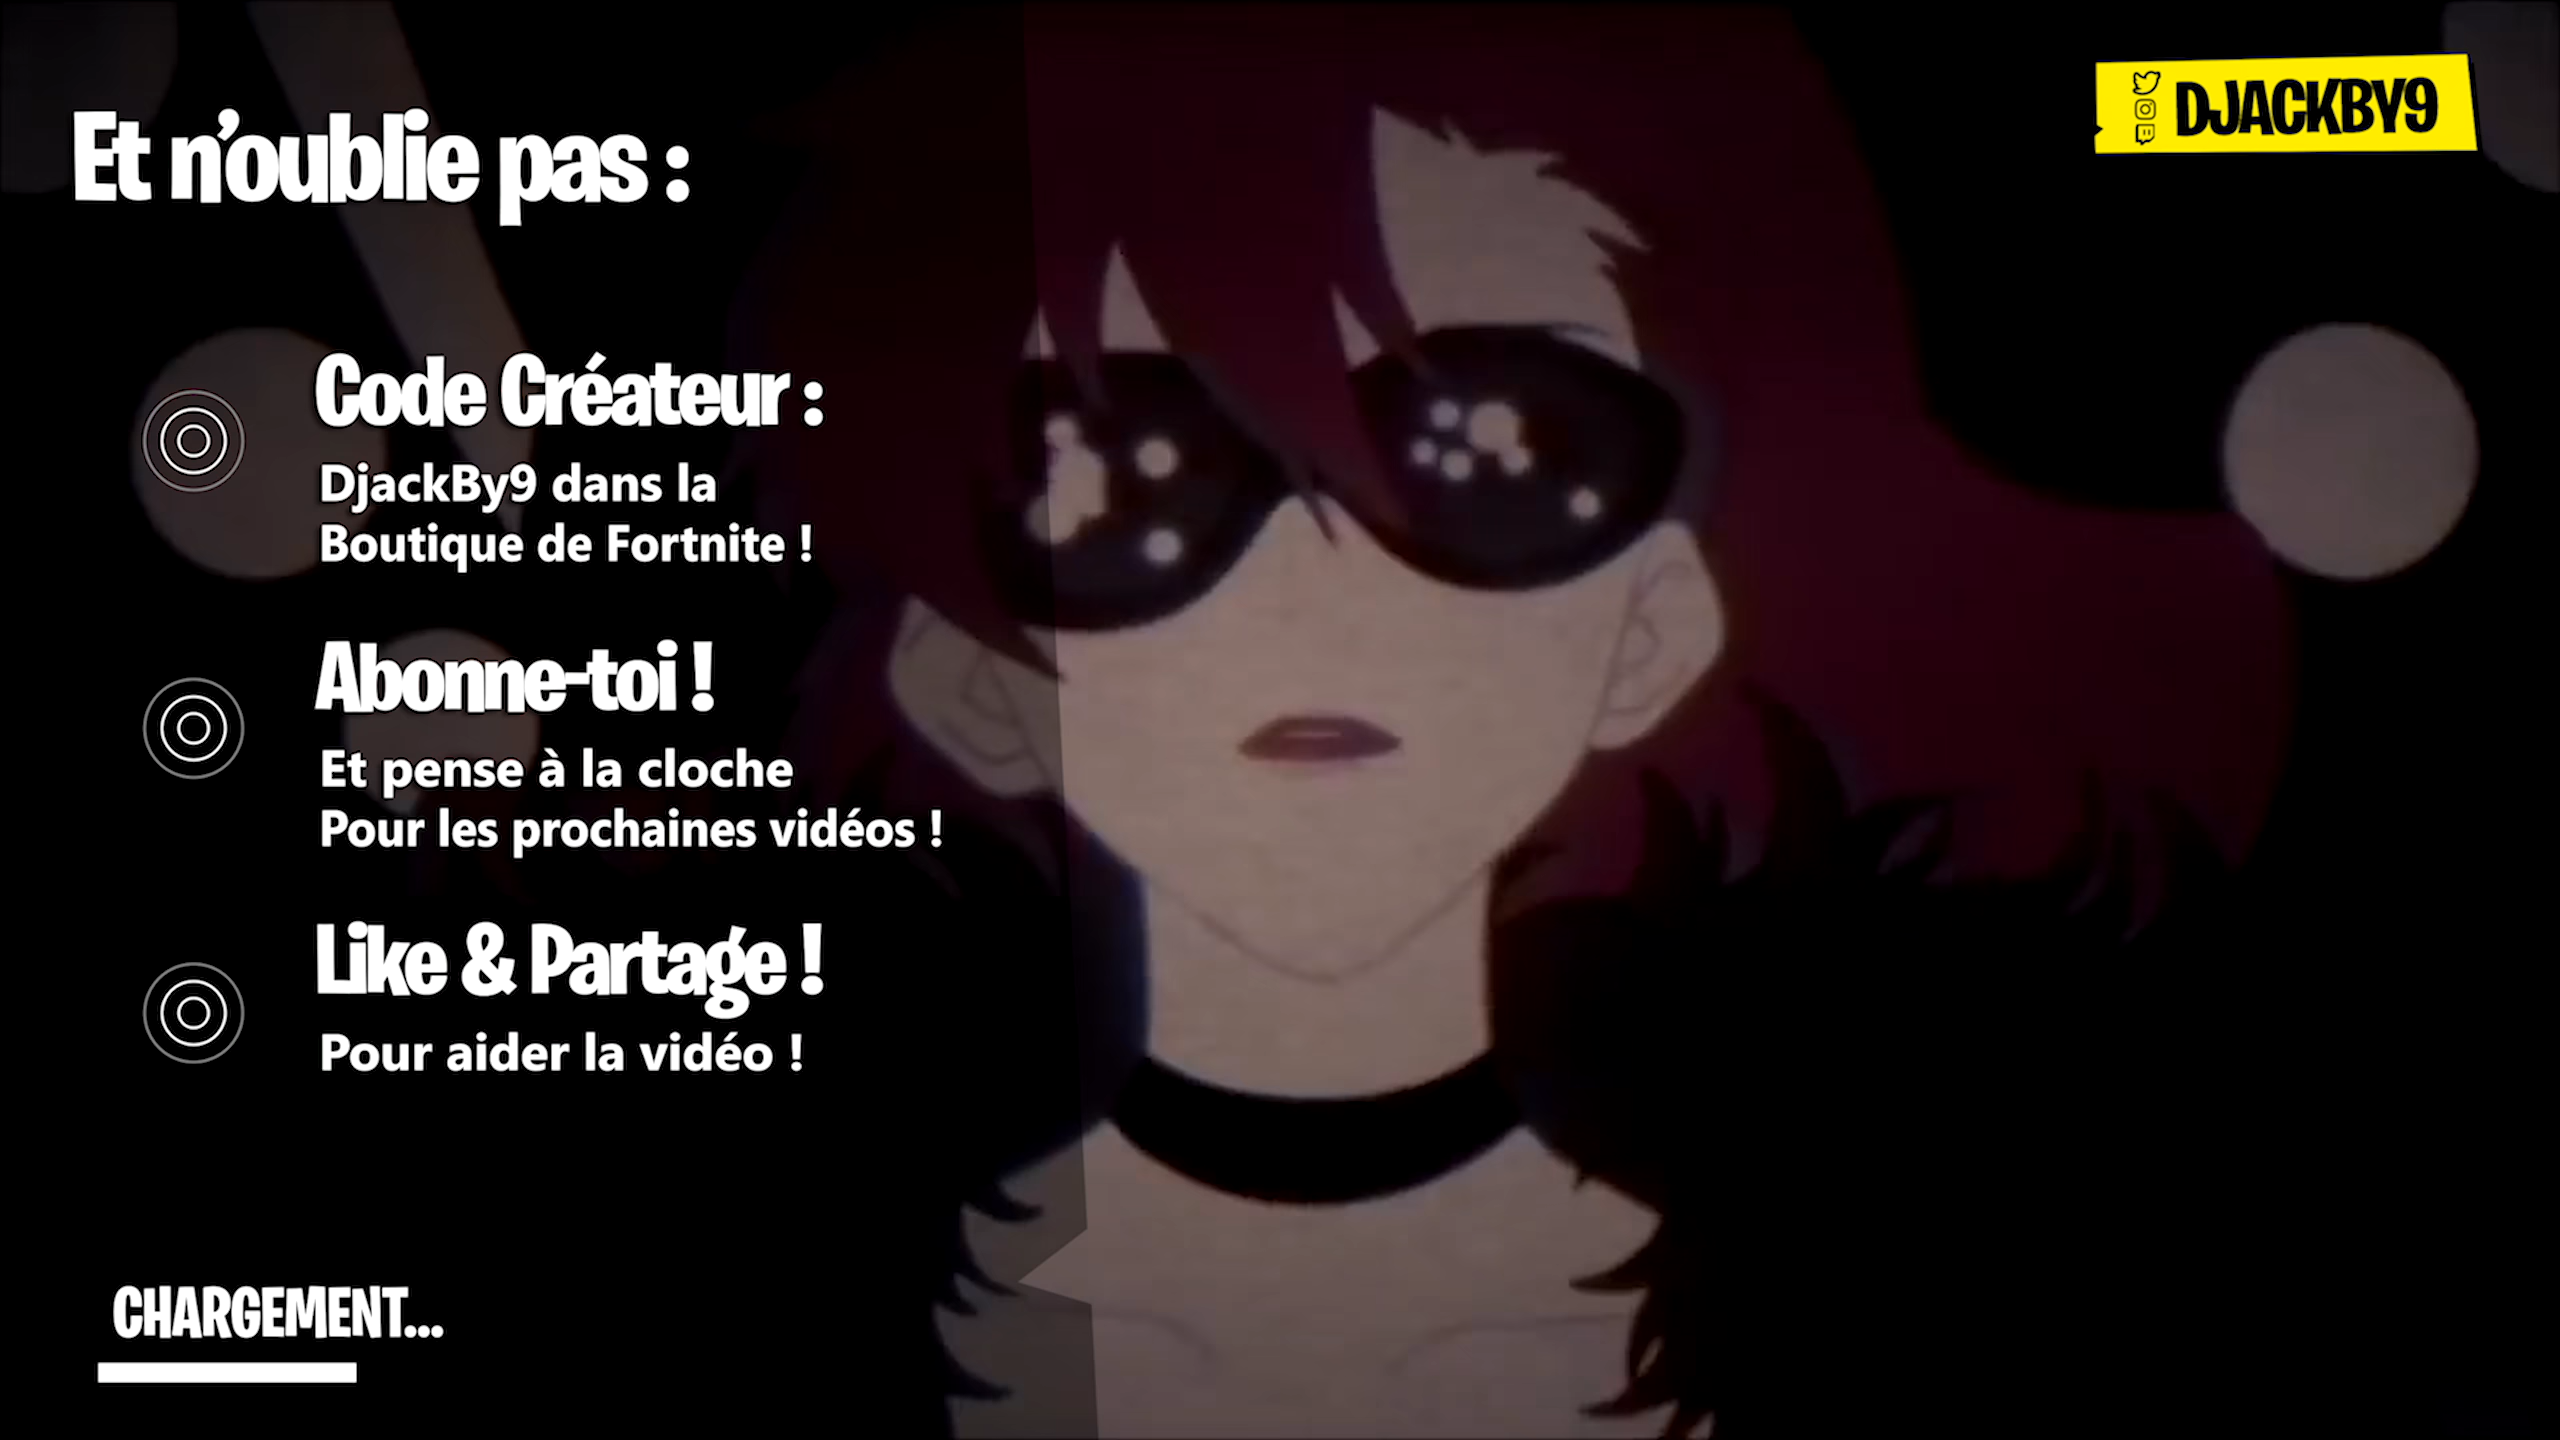 DJACKBY9
Et n'oublie pas :
Code Créateur :
DjackBy9 dans la
Boutique de Fortnite !
Abonne-toi !
Et pense à la cloche
Pour les prochaines vidéos !
Like & Partage !
Pour aider la vidéo !
CHARGEMENT...